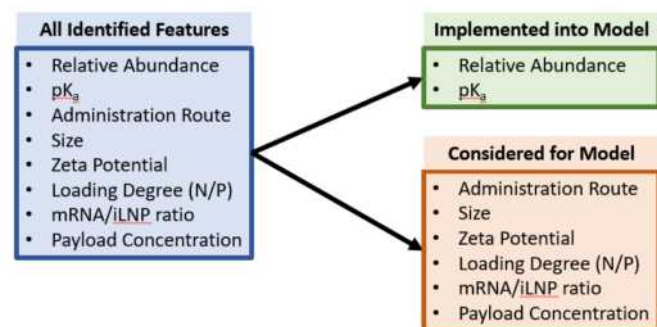 All Identified Features
• Relative Abundance
• pKₐ
• Administration Route
• Size
• Zeta Potential
• Loading Degree (N/P)
• mRNA/iLNP ratio
• Payload Concentration
Implemented into Model
• Relative Abundance
• pKₐ
Considered for Model
• Administration Route
• Size
• Zeta Potential
• Loading Degree (N/P)
• mRNA/iLNP ratio
• Payload Concentration